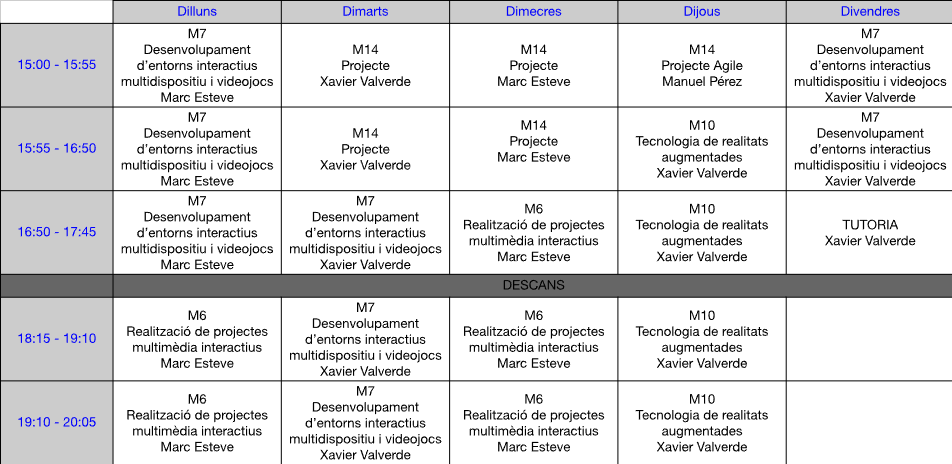 Dilluns
Dimarts
Dimecres
Dijous
Divendres
15:00 - 15:55
M7
Desenvolupament
d'entorns interactius
multidispositiu i videojocs
Marc Esteve
M14
Projecte
Xavier Valverde
M14
Projecte
Marc Esteve
M14
Projecte Agile
Manuel Pérez
M7
Desenvolupament
d'entorns interactius
multidispositiu i videojocs
Xavier Valverde
15:55 - 16:50
M7
Desenvolupament
d'entorns interactius
multidispositiu i videojocs
Marc Esteve
M14
Projecte
Xavier Valverde
M14
Projecte
Marc Esteve
M10
Tecnologia de realitats
augmentades
Xavier Valverde
M7
Desenvolupament
d'entorns interactius
multidispositiu i videojocs
Xavier Valverde
16:50 - 17:45
M7
Desenvolupament
d'entorns interactius
multidispositiu i videojocs
Marc Esteve
M7
Desenvolupament
d'entorns interactius
multidispositiu i videojocs
Xavier Valverde
M6
Realització de projectes
multimèdia interactius
Marc Esteve
M10
Tecnologia de realitats
augmentades
Xavier Valverde
TUTORIA
Xavier Valverde
DESCANS
18:15 - 19:10
M6
Realització de projectes
multimèdia interactius
Marc Esteve
M7
Desenvolupament
d'entorns interactius
multidispositiu i videojocs
Xavier Valverde
M6
Realització de projectes
multimèdia interactius
Marc Esteve
M10
Tecnologia de realitats
augmentades
Xavier Valverde
19:10 - 20:05
M6
Realització de projectes
multimèdia interactius
Marc Esteve
M7
Desenvolupament
d'entorns interactius
multidispositiu i videojocs
Xavier Valverde
M6
Realització de projectes
multimèdia interactius
Marc Esteve
M10
Tecnologia de realitats
augmentades
Xavier Valverde